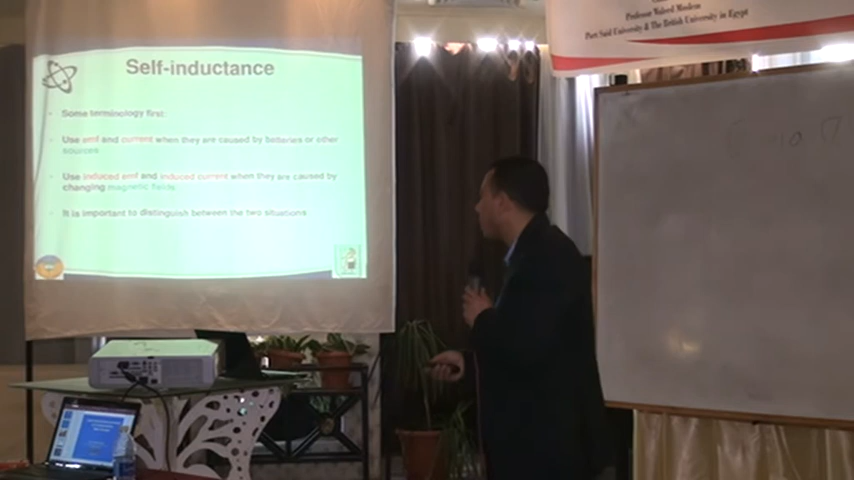 Self-inductance
Some terminology first:
Use emf and current when they are caused by batteries or other
sources
Use induced emf and induced current when they are caused by
changing magnetic fields
It is important to distinguish between the two situations
Professor Waleed Moslem
Port Said University & The British University in Egypt